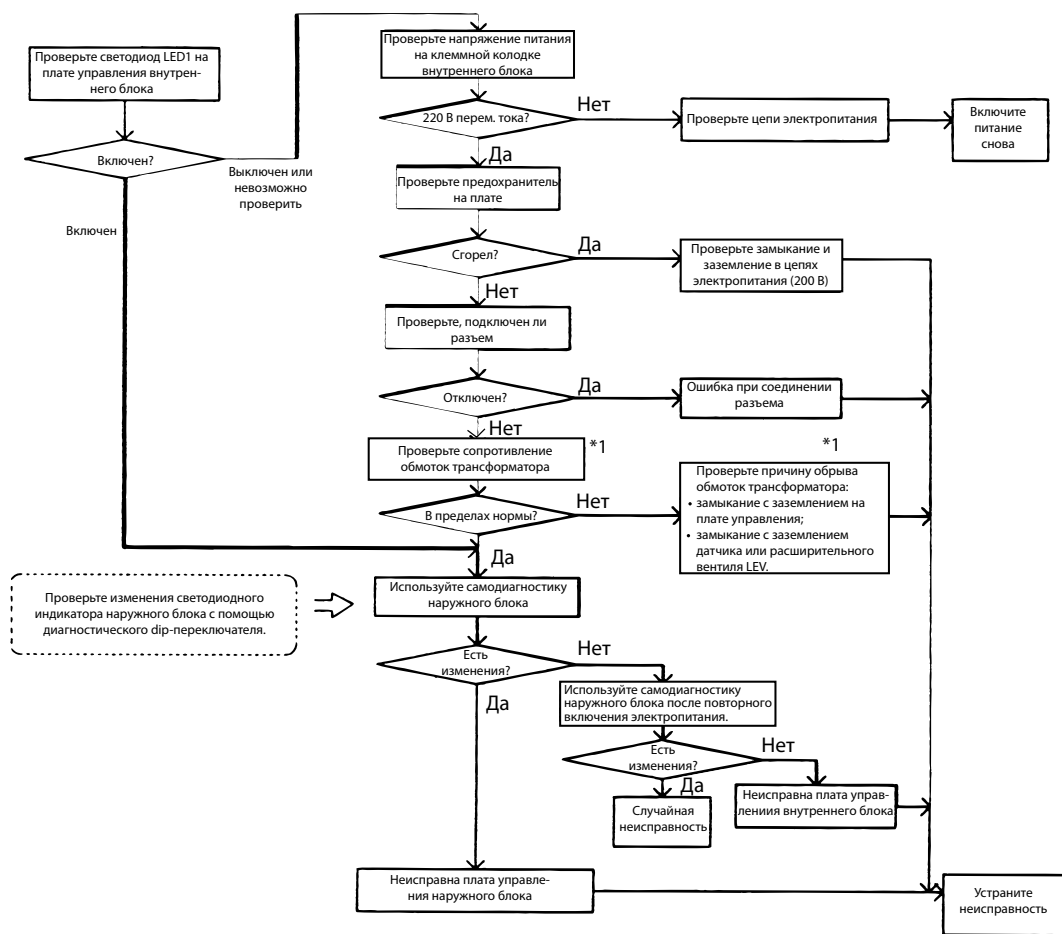 Проверьте светодиод LED1 на
плате управления внутрен-
него блока
Включен?
Выключен или
невозможно
проверить
Включен
Проверьте напряжение питания
на клеммной колодке
внутреннего блока
220 В перем. тока?
Нет
Проверьте цепи электропитания
Включите
питание
снова
Да
Проверьте предохранитель
на плате
Сгорел?
Да
Проверьте замыкание и
заземление в цепях
электропитания (200 В)
Нет
Проверьте, подключен ли
разъем
Отключен?
Да
Ошибка при соединении
разъема
Нет
Проверьте сопротивление
обмоток трансформатора
*1
В пределах нормы?
Нет
*1
Проверьте причину обрыва
обмоток трансформатора:
• замыкание с заземлением на
плате управления;
• замыкание с заземлением
датчика или расширительного
вентиля LEV.
Да
Проверьте изменения светодиодного
индикатора наружного блока с помощью
диагностического dip-переключателя.
Используйте самодиагностику
наружного блока
Есть
изменения?
Нет
Да
Используйте самодиагностику
наружного блока после повторного
включения электропитания.
Есть
изменения?
Нет
Да
Случайная
неисправность
Неисправна плата управ-
лениия внутреннего блока
Неисправна плата управле-
ния наружного блока
Устраните
неисправность